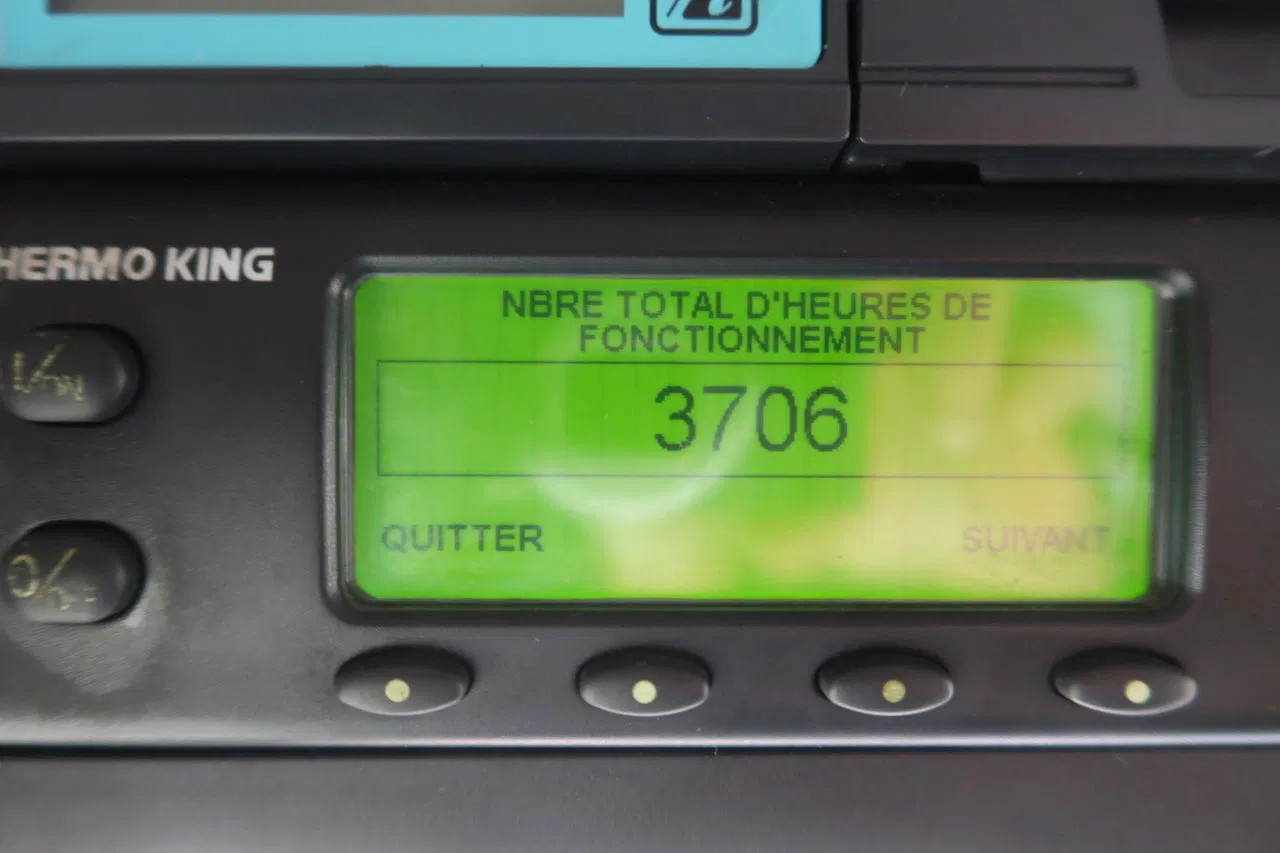 HERMO KING
NBRE TOTAL D'HEURES DE
FONCTIONNEMENT
3706
QUITTER
SUIVANT